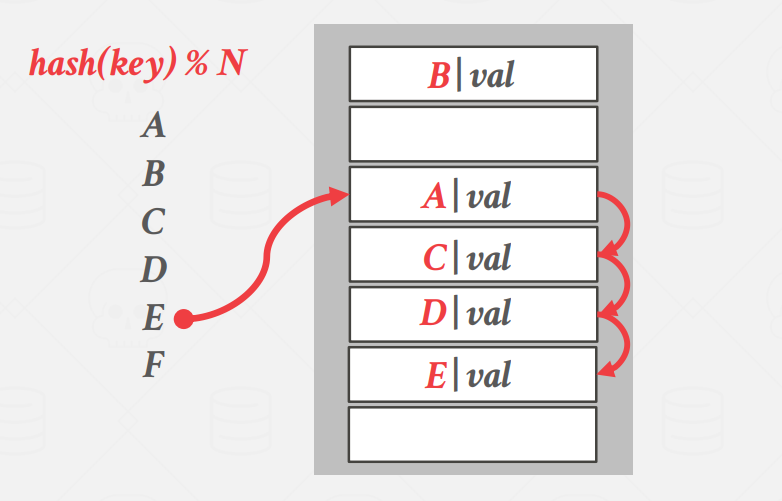 hash(key) % N
A
B
C
D
E
F
B|val
A|val
C|val
D|val
E|val